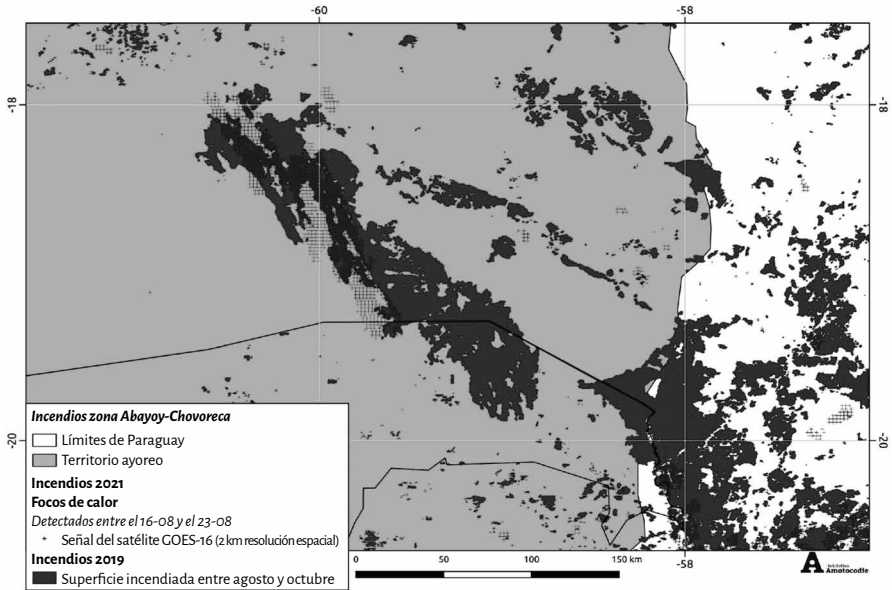 -60
-58
-18
-18
-20
-20
Incendios zona Abayoy-Chovoreca
Límites de Paraguay
Territorio ayoreo
Incendios 2021
Focos de calor
Detectados entre el 16-08 y el 23-08
Señal del satélite GOES-16 (2 km resolución espacial)
Incendios 2019
Superficie incendiada entre agosto y octubre
0 50 100 150 km
-58
Iniciativa
Amotocodie